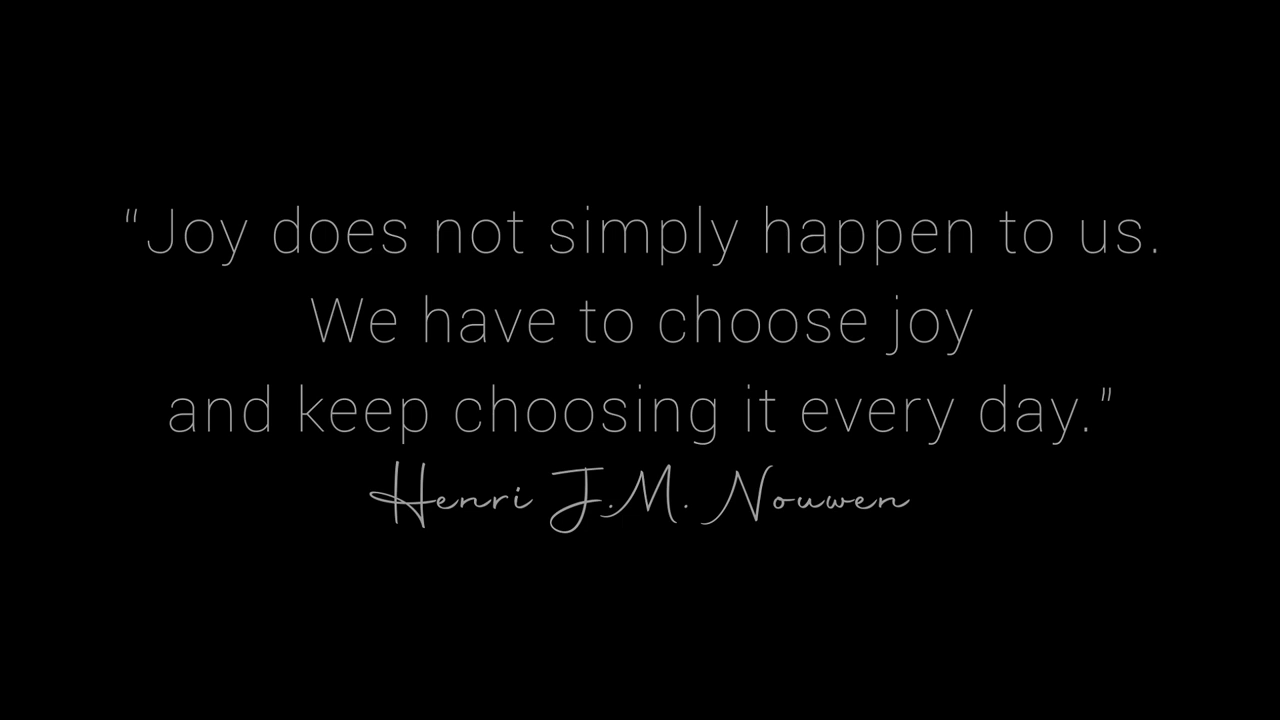 "Joy does not simply happen to us.
We have to choose joy
and keep choosing it every day."
Henri J.M. Nouwen